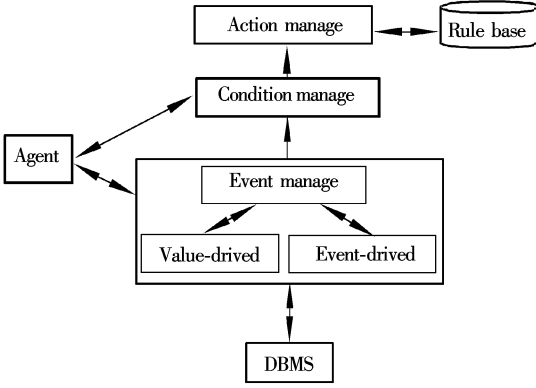 Action manage
Rule base
Condition manage
Agent
Event manage
Value-drived
Event-drived
DBMS